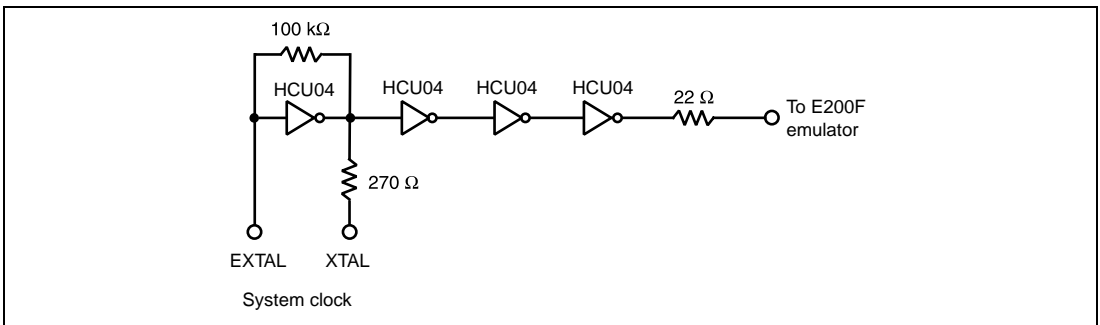 100 kΩ
HCU04
HCU04
HCU04
HCU04
22 Ω
To E200F
emulator
270 Ω
EXTAL
XTAL
System clock